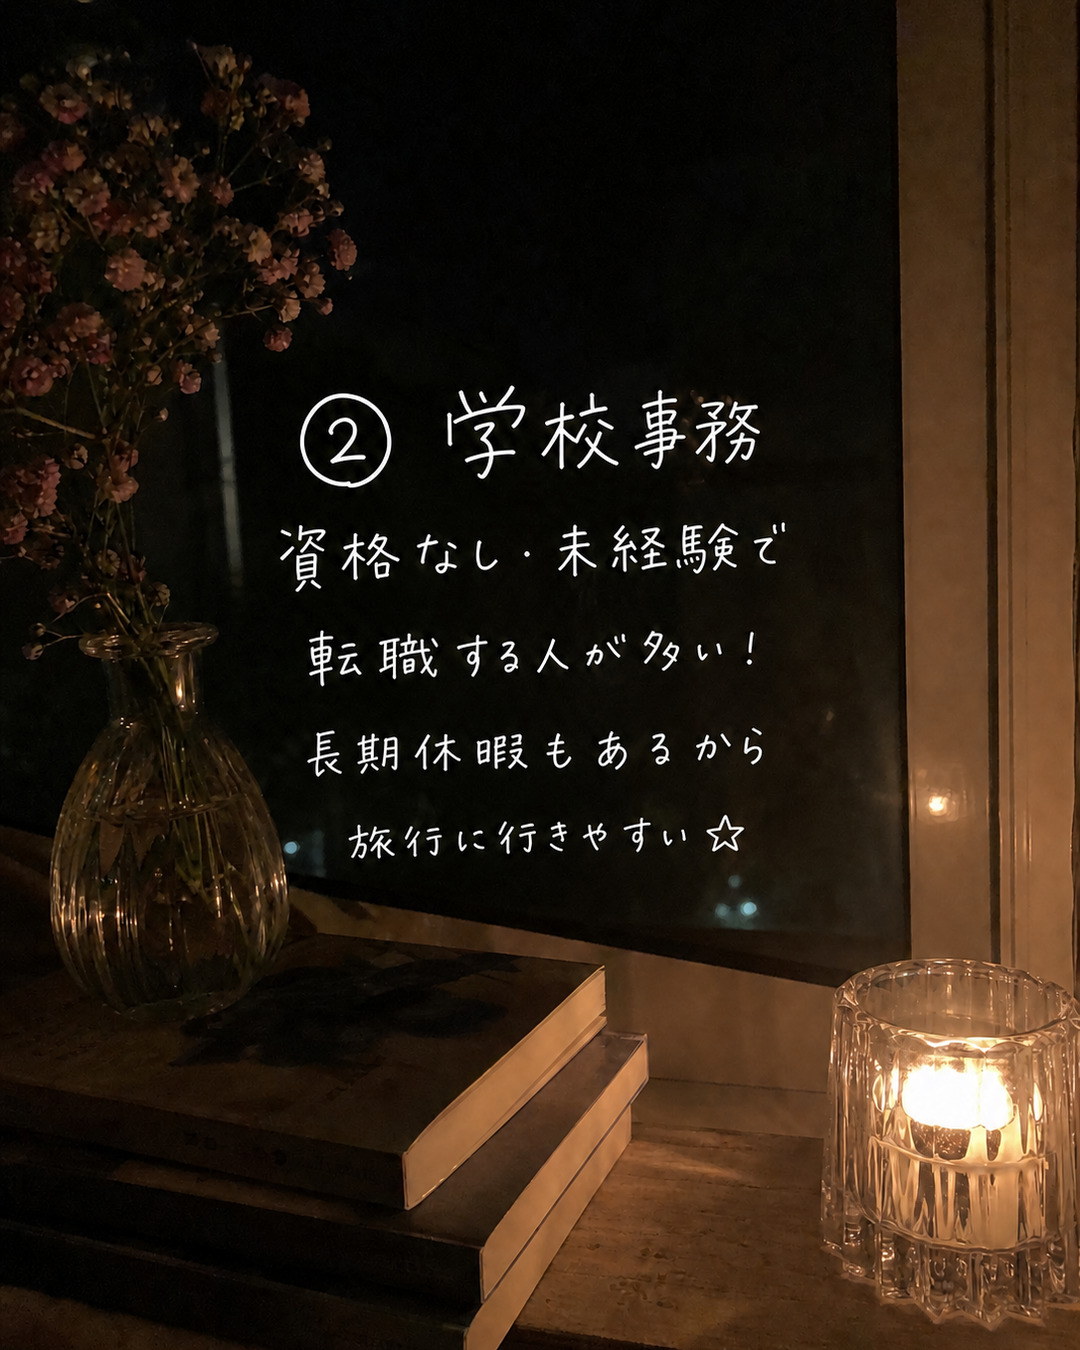 ② 学校事務
資格なし・未経験で
転職する人が多い！
長期休暇もあるから
旅行に行きやすい☆